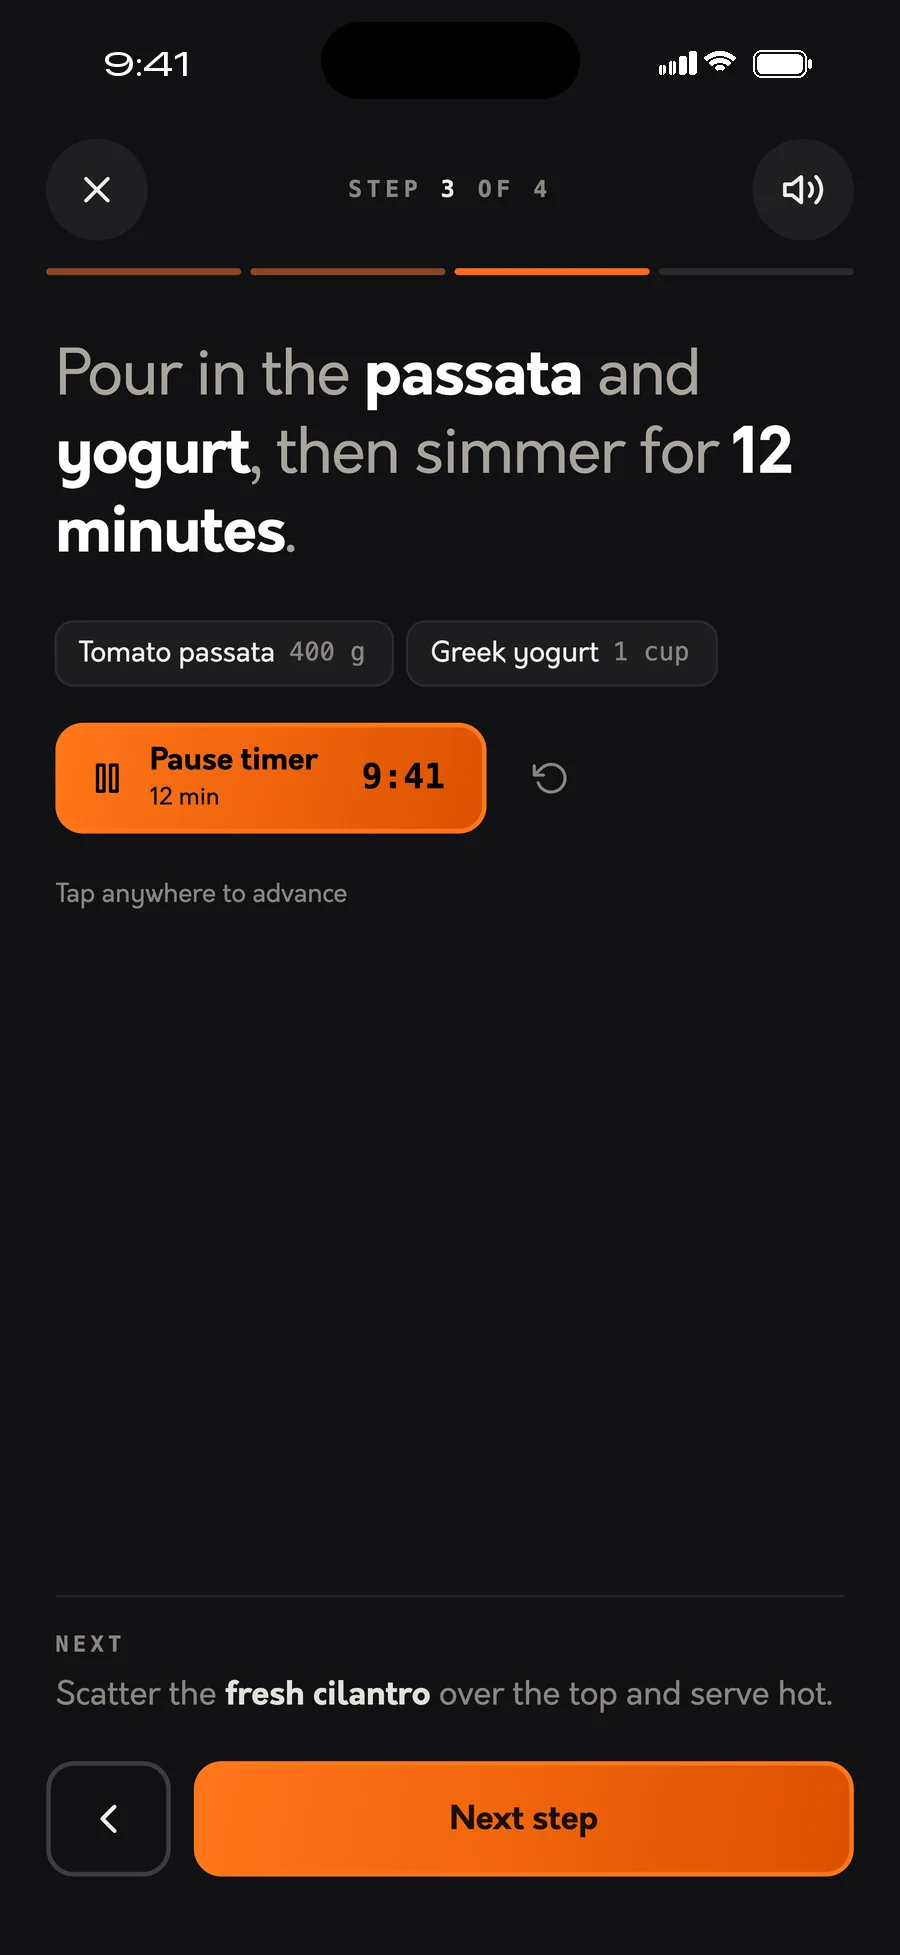 9:41
STEP 3 OF 4
Pour in the passata and
yogurt, then simmer for 12
minutes.
Tomato passata 400 g
Greek yogurt 1 cup
Pause timer
12 min
9:41
Tap anywhere to advance
NEXT
Scatter the fresh cilantro over the top and serve hot.
Next step